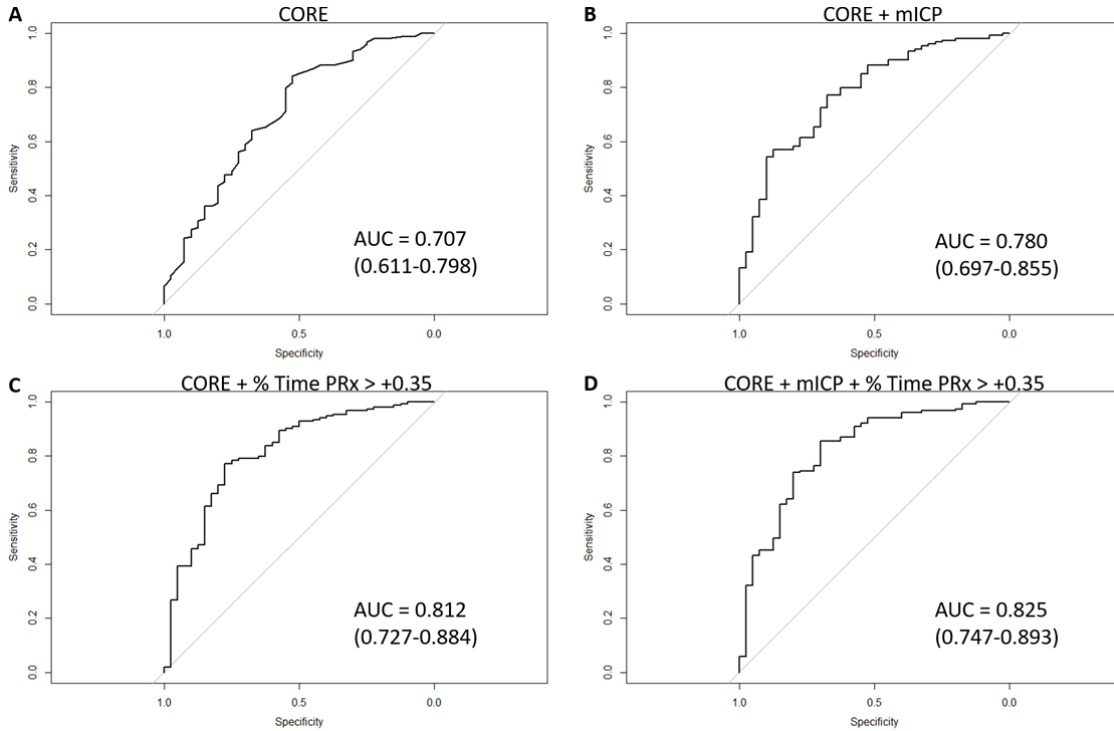 A
CORE
1.0
0.8
0.6
0.4
0.2
0.0
Sensitivity
AUC = 0.707
(0.611-0.798)
1.0
0.5
0.0
Specificity
B
CORE + mICP
1.0
0.8
0.6
0.4
0.2
0.0
Sensitivity
AUC = 0.780
(0.697-0.855)
1.0
0.5
0.0
Specificity
C
CORE + % Time PRx > +0.35
1.0
0.8
0.6
0.4
0.2
0.0
Sensitivity
AUC = 0.812
(0.727-0.884)
1.0
0.5
0.0
Specificity
D
CORE + mICP + % Time PRx > +0.35
1.0
0.8
0.6
0.4
0.2
0.0
Sensitivity
AUC = 0.825
(0.747-0.893)
1.0
0.5
0.0
Specificity